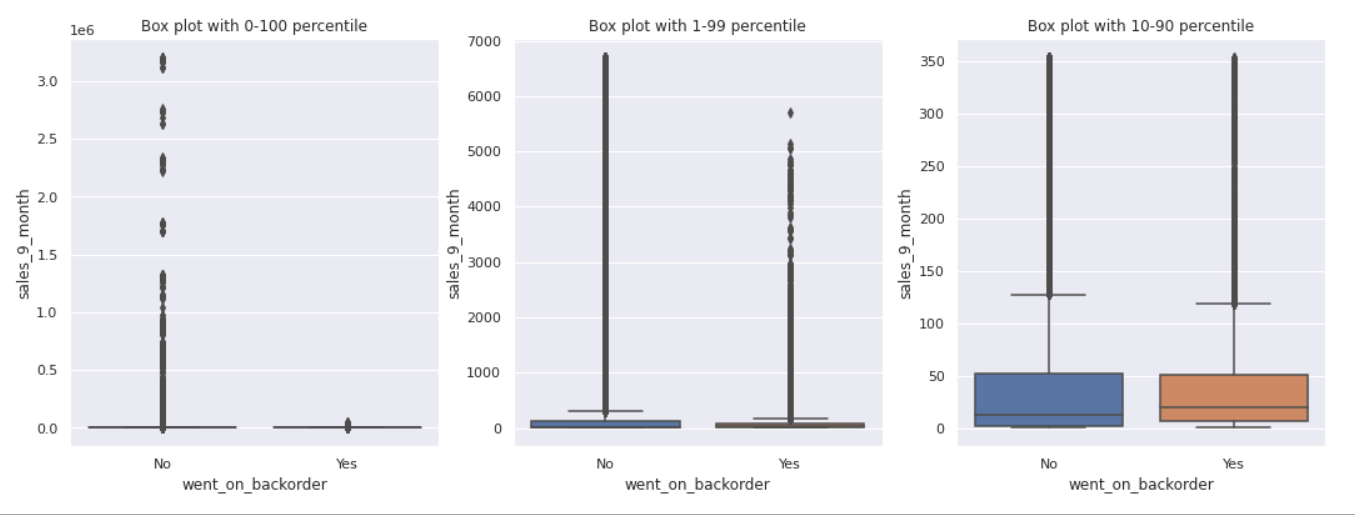 Box plot with 0-100 percentile
1e6
3.0
2.5
2.0
1.5
1.0
0.5
0.0
sales_9_month
No
Yes
went_on_backorder
Box plot with 1-99 percentile
7000
6000
5000
4000
3000
2000
1000
0
sales_9_month
No
Yes
went_on_backorder
Box plot with 10-90 percentile
350
300
250
200
150
100
50
0
sales_9_month
No
Yes
went_on_backorder